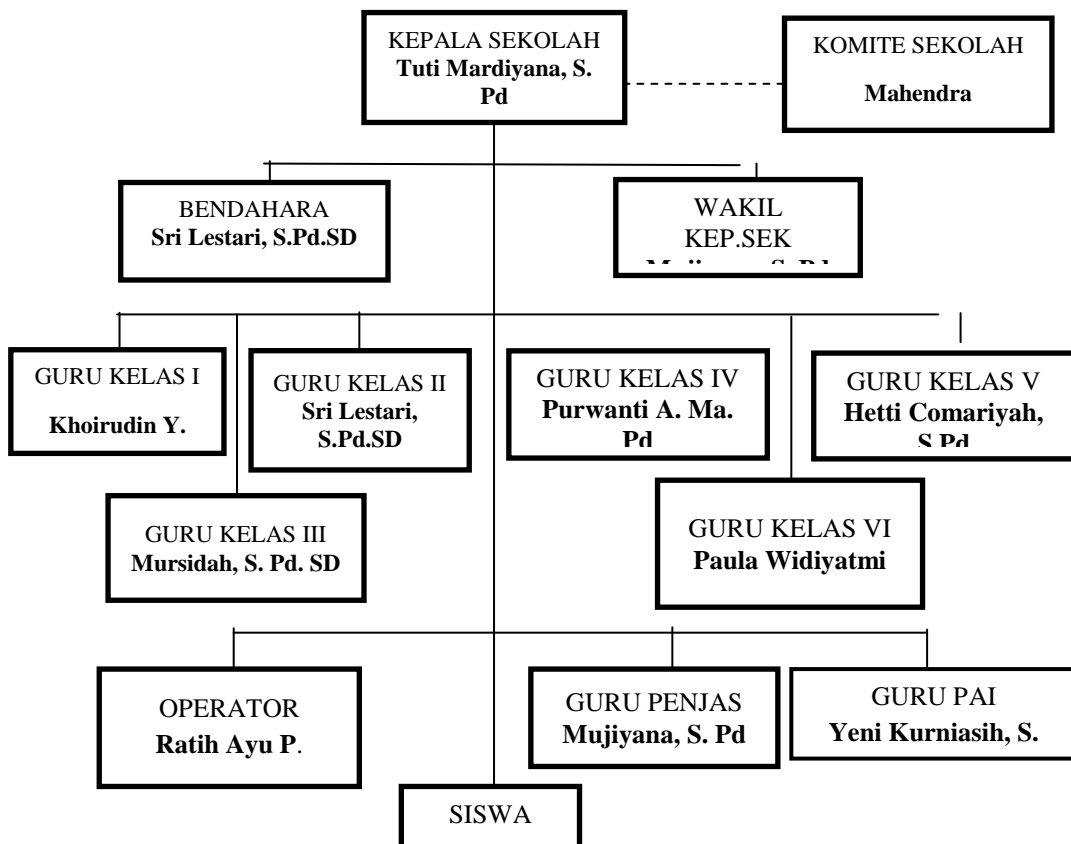 KEPALA SEKOLAH
Tuti Mardiyana, S.
Pd
KOMITE SEKOLAH
Mahendra
BENDAHARA
Sri Lestari, S.Pd.SD
WAKIL
KEP.SEK
GURU KELAS I
Khoirudin Y.
GURU KELAS II
Sri Lestari,
S.Pd.SD
GURU KELAS IV
Purwanti A. Ma.
Pd
GURU KELAS V
Hetti Comariyah,
S.Pd
GURU KELAS III
Mursidah, S. Pd. SD
GURU KELAS VI
Paula Widiyatmi
OPERATOR
Ratih Ayu P.
GURU PENJAS
Mujiyana, S. Pd
GURU PAI
Yeni Kurniasih, S.
SISWA